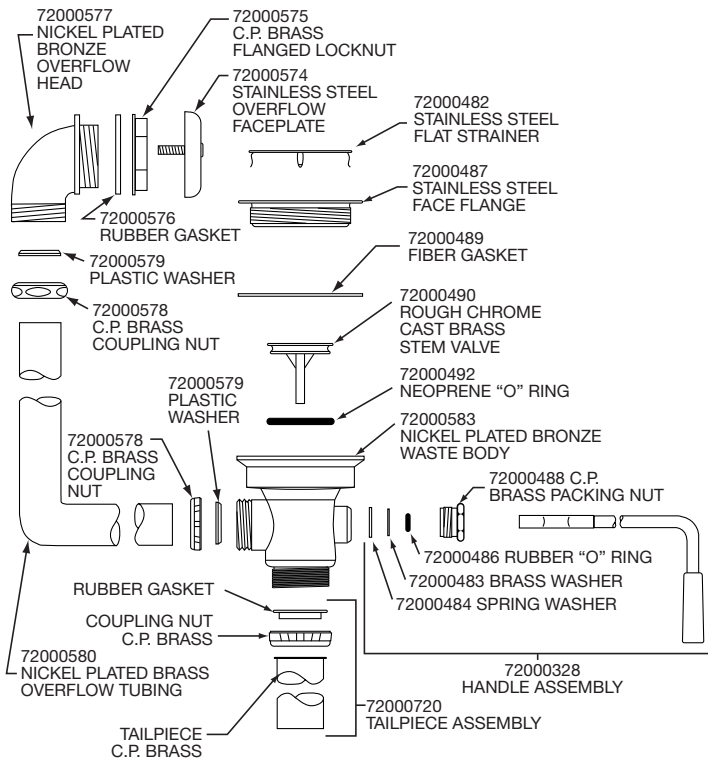 72000577
NICKEL PLATED
BRONZE
OVERFLOW
HEAD
72000575
C.P. BRASS
FLANGED LOCKNUT
72000574
STAINLESS STEEL
OVERFLOW
FACEPLATE
72000482
STAINLESS STEEL
FLAT STRAINER
72000487
STAINLESS STEEL
FACE FLANGE
72000576
RUBBER GASKET
72000489
FIBER GASKET
72000579
PLASTIC WASHER
72000578
C.P. BRASS
COUPLING NUT
72000490
ROUGH CHROME
CAST BRASS
STEM VALVE
72000579
PLASTIC
WASHER
72000492
NEOPRENE “O” RING
72000583
NICKEL PLATED BRONZE
WASTE BODY
72000578
C.P. BRASS
COUPLING
NUT
72000488 C.P.
BRASS PACKING NUT
72000486 RUBBER “O” RING
72000483 BRASS WASHER
72000484 SPRING WASHER
RUBBER GASKET
COUPLING NUT
C.P. BRASS
72000580
NICKEL PLATED BRASS
OVERFLOW TUBING
72000328
HANDLE ASSEMBLY
72000720
TAILPIECE ASSEMBLY
TAILPIECE
C.P. BRASS